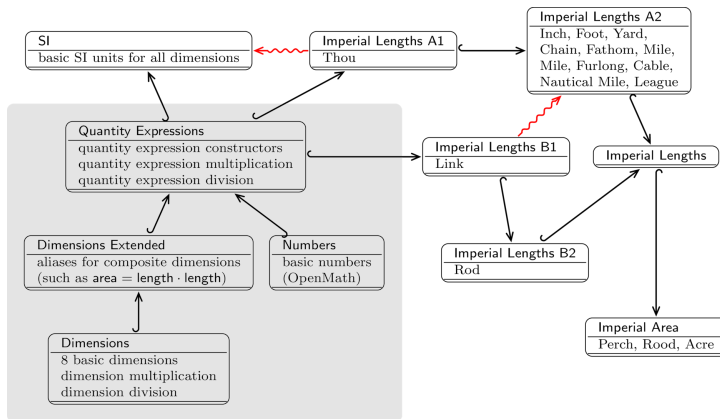 SI
basic SI units for all dimensions
Imperial Lengths A1
Thou
Imperial Lengths A2
Inch, Foot, Yard,
Chain, Fathom, Mile,
Mile, Furlong, Cable,
Nautical Mile, League
Quantity Expressions
quantity expression constructors
quantity expression multiplication
quantity expression division
Imperial Lengths B1
Link
Imperial Lengths
Dimensions Extended
aliases for composite dimensions
(such as area = length · length)
Numbers
basic numbers
(OpenMath)
Imperial Lengths B2
Rod
Dimensions
8 basic dimensions
dimension multiplication
dimension division
Imperial Area
Perch, Rood, Acre